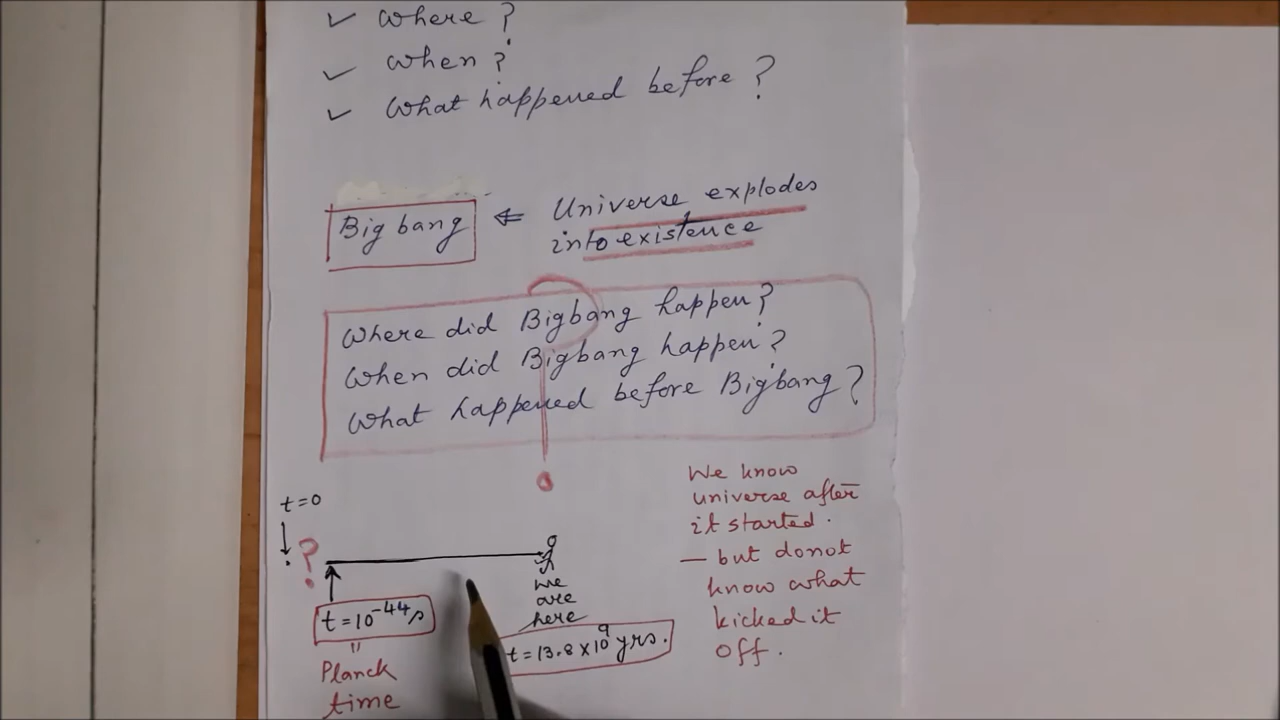 ✓ Where?
✓ When?
✓ What happened before?
Big bang ⇐ Universe explodes
into existence
Where did Bigbang happen?
When did Bigbang happen?
What happened before Bigbang?
t=0
?
t=10⁻⁴⁴s
"
Planck
time
we
are
here
t=13.8×10⁹ yrs.
We know
universe after
it started.
— but donot
know what
kicked it
off.